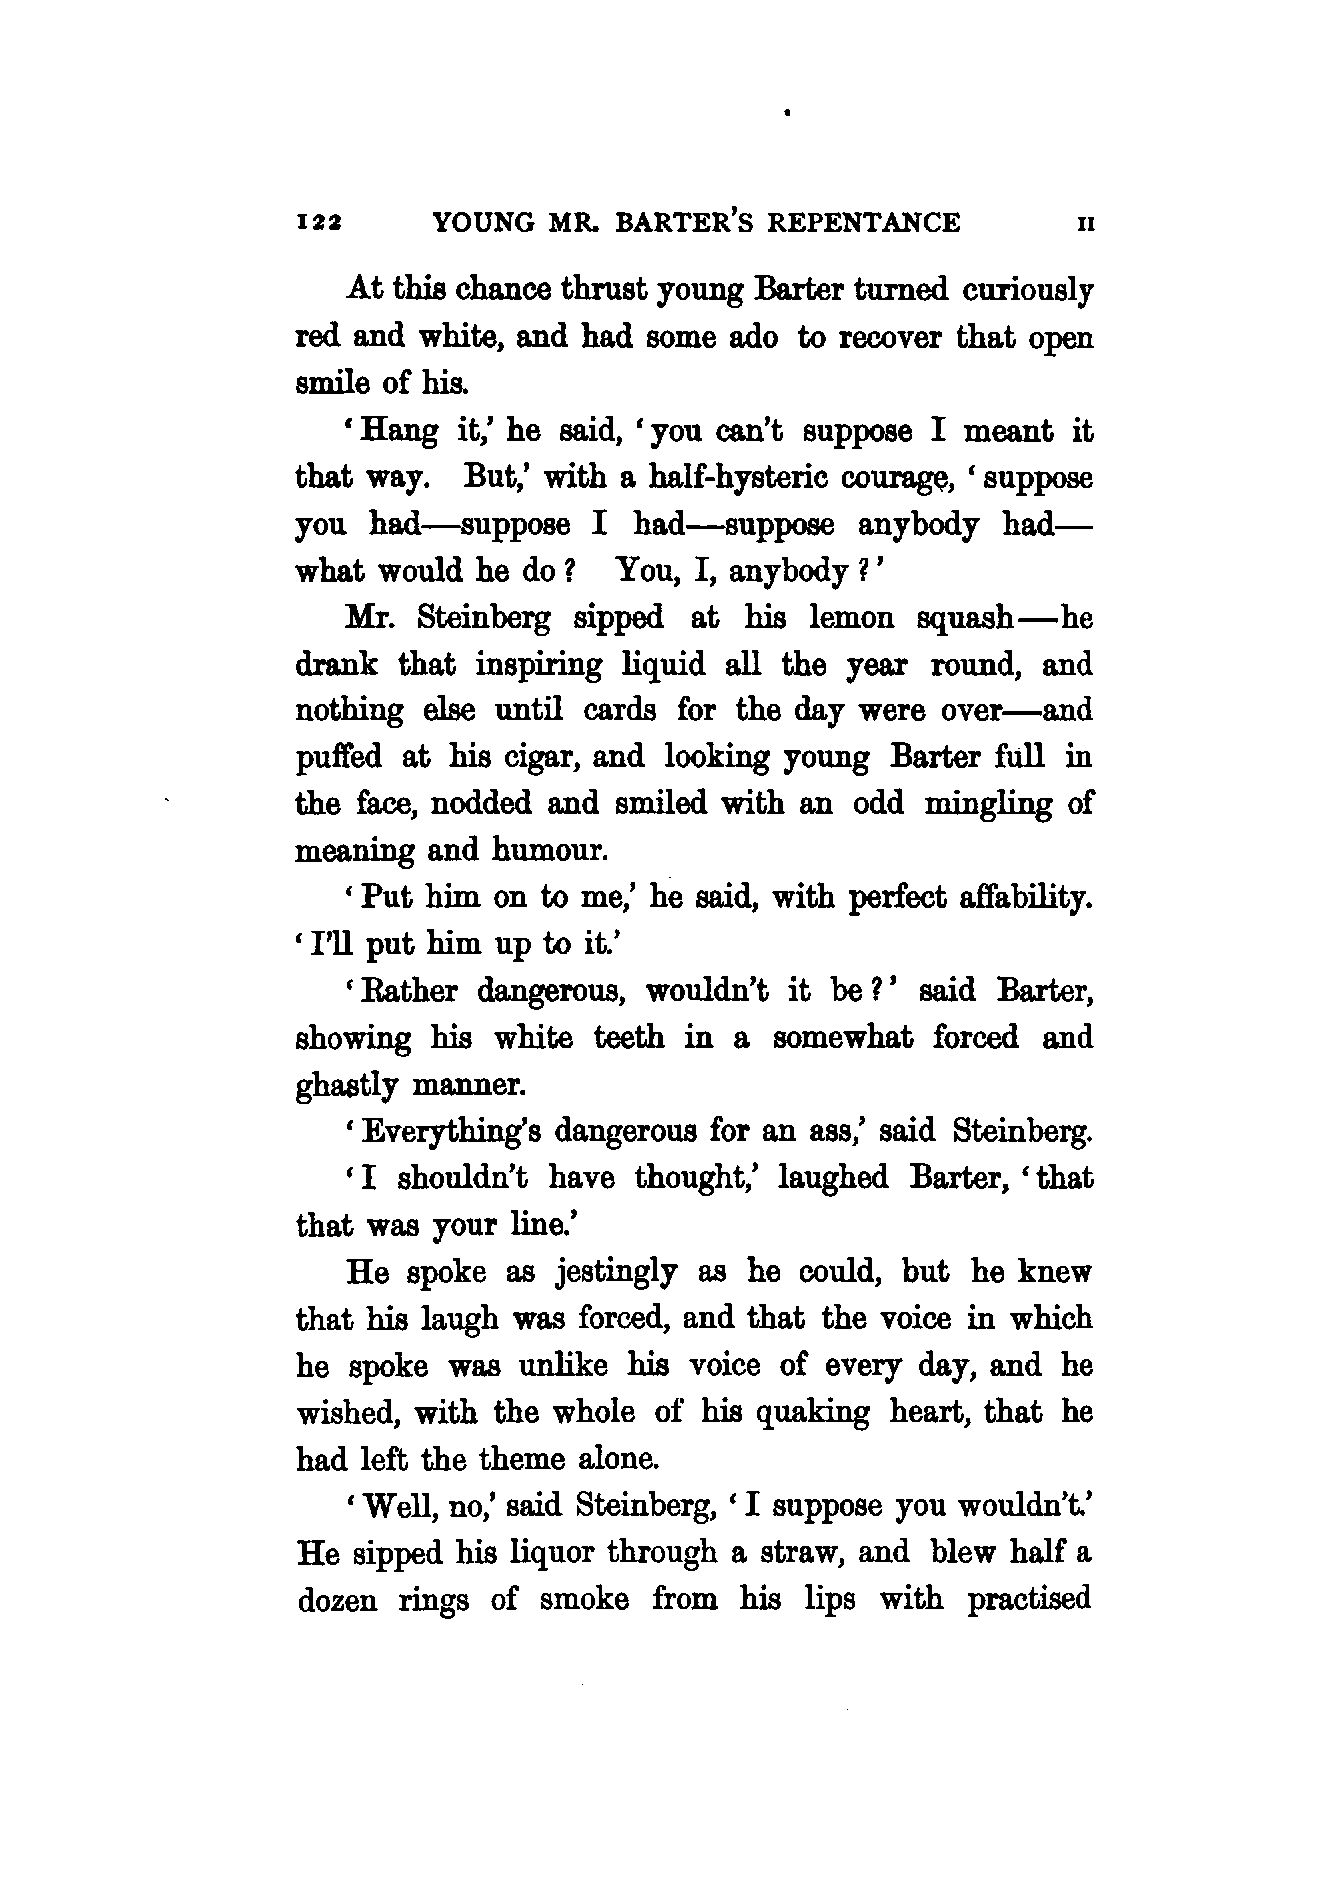 122 YOUNG MR. BARTER'S REPENTANCE II
At this chance thrust young Barter turned curiously
red and white, and had some ado to recover that open
smile of his.
‘Hang it,’ he said, ‘you can't suppose I meant it
that way. But,’ with a half-hysteric courage, ‘suppose
you had—suppose I had—suppose anybody had—
what would he do? You, I, anybody?’
Mr. Steinberg sipped at his lemon squash—he
drank that inspiring liquid all the year round, and
nothing else until cards for the day were over—and
puffed at his cigar, and looking young Barter full in
the face, nodded and smiled with an odd mingling of
meaning and humour.
‘Put him on to me,’ he said, with perfect affability.
‘I'll put him up to it.’
‘Rather dangerous, wouldn't it be?’ said Barter,
showing his white teeth in a somewhat forced and
ghastly manner.
‘Everything's dangerous for an ass,’ said Steinberg.
‘I shouldn't have thought,’ laughed Barter, ‘that
that was your line.’
He spoke as jestingly as he could, but he knew
that his laugh was forced, and that the voice in which
he spoke was unlike his voice of every day, and he
wished, with the whole of his quaking heart, that he
had left the theme alone.
‘Well, no,’ said Steinberg, ‘I suppose you wouldn't.’
He sipped his liquor through a straw, and blew half a
dozen rings of smoke from his lips with practised